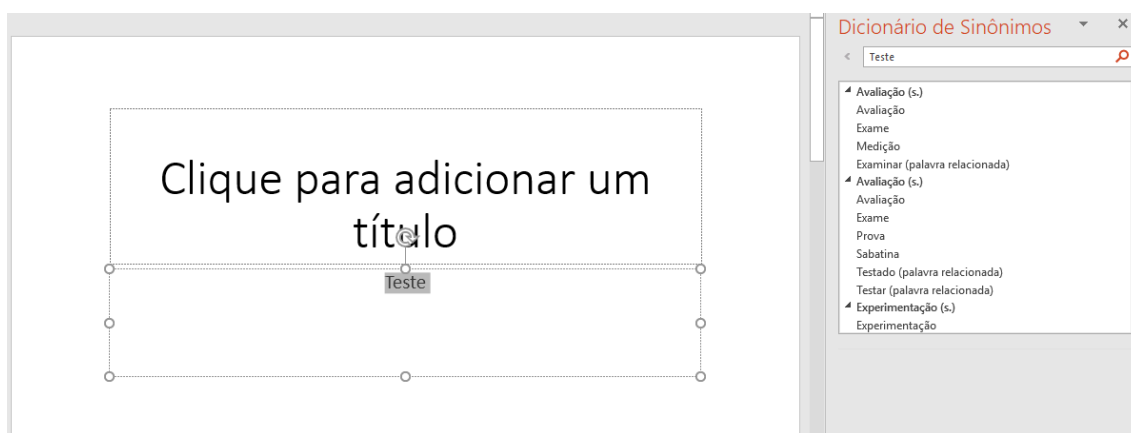 Clique para adicionar um
título
Teste
Dicionário de Sinônimos
Teste
Avaliação (s.)
Avaliação
Exame
Medição
Examinar (palavra relacionada)
Avaliação (s.)
Avaliação
Exame
Prova
Sabatina
Testado (palavra relacionada)
Testar (palavra relacionada)
Experimentação (s.)
Experimentação